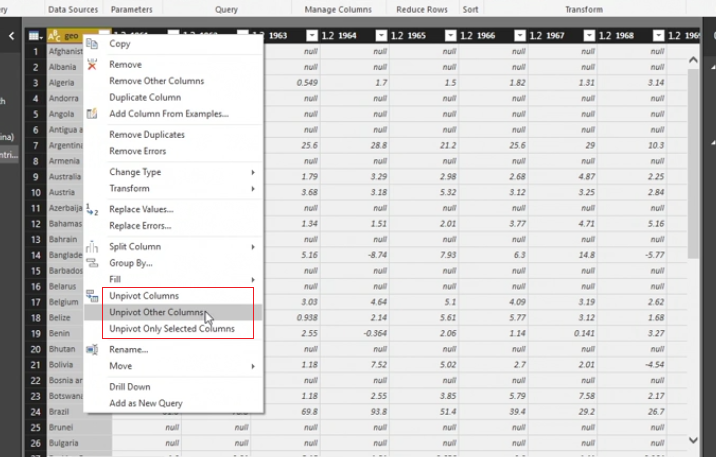 Data Sources Parameters Query Manage Columns Reduce Rows Sort Transform
geo 1963 1.2 1964 1.2 1965 1.2 1966 1.2 1967 1.2 1968 1.2
1 Afghanist null null null null null null
2 Albania null null null null null null
3 Algeria 0.549 1.7 1.5 1.82 1.31 3.14
4 Andorra null null null null null null
5 Angola null null null null null null
6 Antigua a null null null null null null
7 Argentina 25.6 28.8 21.2 25.6 29 10.3
8 Armenia null null null null null null
9 Australia 1.79 3.29 2.98 2.68 4.87 2.25
10 Austria 3.68 3.18 5.32 3.12 3.25 2.84
11 Azerbaija null null null null null null
12 Bahamas 1.34 1.51 2.01 3.77 4.71 5.16
13 Bahrain null null null null null null
14 Banglade 5.16 -8.74 7.93 6.3 14.8 -5.77
15 Barbados null null null null null null
16 Belarus null null null null null null
17 Belgium 3.03 4.64 5.1 4.09 3.19 2.62
18 Belize 0.938 2.14 5.61 5.77 3.12 1.68
19 Benin 2.55 -0.364 2.06 1.14 0.141 3.27
20 Bhutan null null null null null null
21 Bolivia 1.18 7.52 5.02 2.7 2.01 -4.54
22 Bosnia ar null null null null null null
23 Botswana 1.18 2.55 3.85 5.79 7.58 2.17
24 Brazil 69.8 93.8 51.4 39.4 29.2 26.7
25 Brunei null null null null null null null null
26 Bulgaria null null null null null null null null
Copy
Remove
Remove Other Columns
Duplicate Column
Add Column From Examples...
Remove Duplicates
Remove Errors
Change Type
Transform
Replace Values...
Replace Errors...
Split Column
Group By...
Fill
Unpivot Columns
Unpivot Other Columns
Unpivot Only Selected Columns
Rename...
Move
Drill Down
Add as New Query